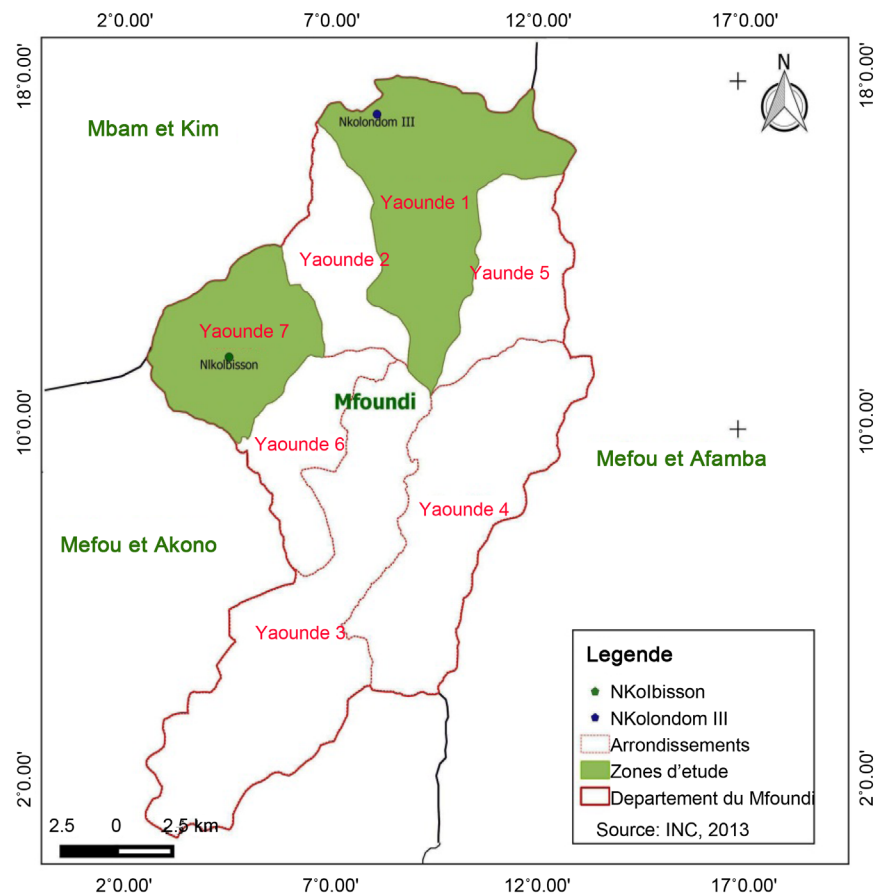 2°0.00' 7°0.00' 12°0.00' 17°0.00'
18°0.00' 18°0.00'
N
Mbam et Kim
Nkolondom III
Yaounde 1
Yaounde 2
Yaunde 5
Yaounde 7
Nlkolbisson
Mfoundi
10°0.00' 10°0.00'
Yaounde 6
Mefou et Afamba
Yaounde 4
Mefou et Akono
Yaounde 3
Legende
NKolbisson
NKolondom III
Arrondissements
Zones d'etude
Departement du Mfoundi
Source: INC, 2013
2°0.00' 2°0.00'
2.5 0 2.5 km
2°0.00' 7°0.00' 12°0.00' 17°0.00'